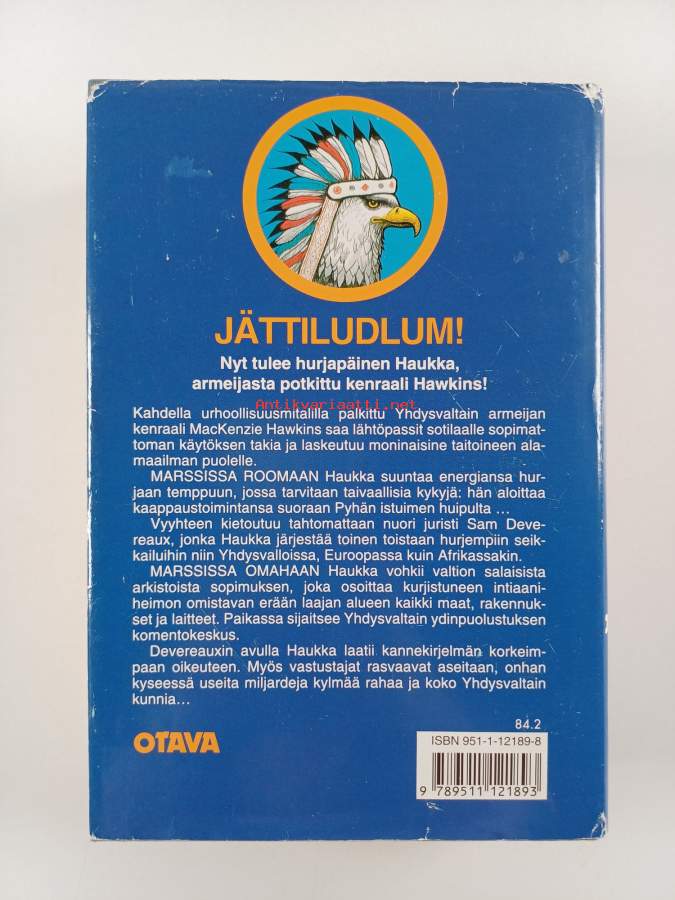 JÄTTILUDLUM!
Nyt tulee hurjapäinen Haukka,
armeijasta potkittu kenraali Hawkins!
Antikvariaatti.net
Kahdella urhoollisuusmitalilla palkittu Yhdysvaltain armeijan
kenraali MacKenzie Hawkins saa lähtöpassit sotilaalle sopimat-
toman käytöksen takia ja laskeutuu moninaisine taitoineen ala-
maailman puolelle.
MARSSISSA ROOMAAN Haukka suuntaa energiansa hur-
jaan temppuun, jossa tarvitaan taivaallisia kykyjä: hän aloittaa
kaappaustoimintansa suoraan Pyhän istuimen huipulta ...
Vyyhteen kietoutuu tahtomattaan nuori juristi Sam Deve-
reaux, jonka Haukka järjestää toinen toistaan hurjempiin seik-
kailuihin niin Yhdysvalloissa, Euroopassa kuin Afrikassakin.
MARSSISSA OMAHAAN Haukka vohkii valtion salaisista
arkistoista sopimuksen, joka osoittaa kurjistuneen intiaani-
heimon omistavan erään laajan alueen kaikki maat, rakennuk-
set ja laitteet. Paikassa sijaitsee Yhdysvaltain ydinpuolustuksen
komentokeskus.
Devereauxin avulla Haukka laatii kannekirjelmän korkeim-
paan oikeuteen. Myös vastustajat rasvaavat aseitaan, onhan
kyseessä useita miljardeja kylmää rahaa ja koko Yhdysvaltain
kunnia...
84.2
OTAVA
ISBN 951-1-12189-8
9 789511 121893